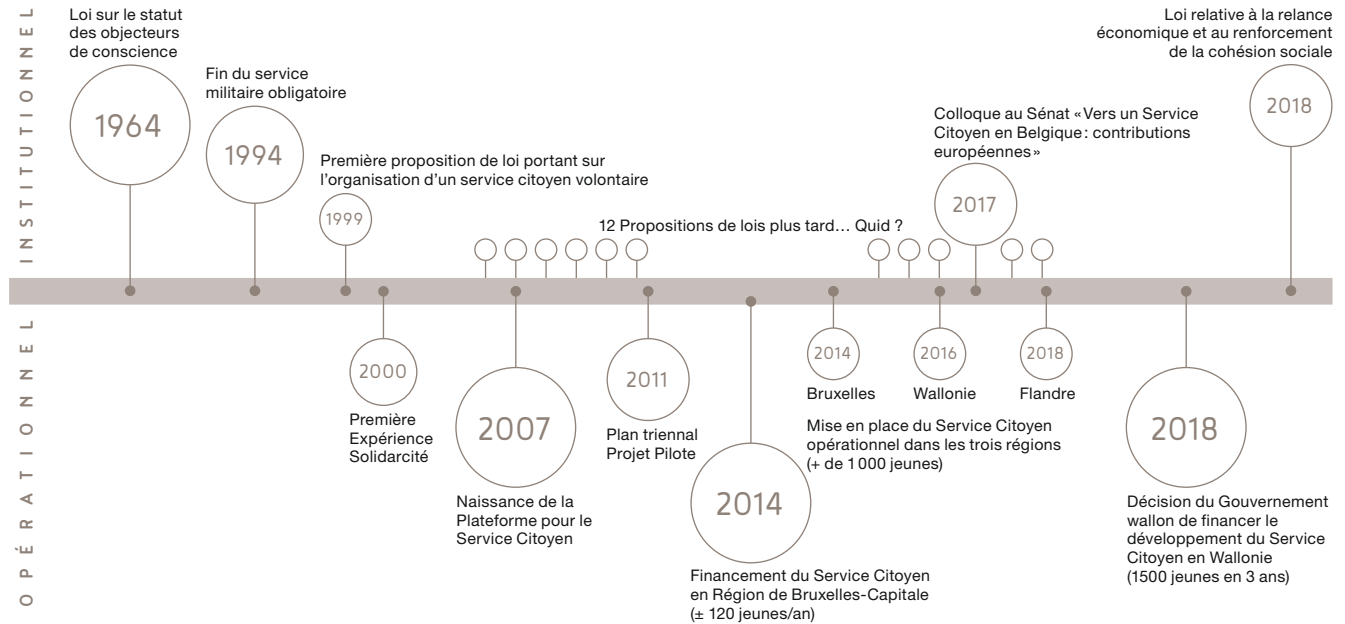 INSTITUTIONNEL
Loi sur le statut
des objecteurs
de conscience
1964
Fin du service
militaire obligatoire
1994
Première proposition de loi portant sur
l’organisation d’un service citoyen volontaire
1999
12 Propositions de lois plus tard… Quid ?
Colloque au Sénat « Vers un Service
Citoyen en Belgique : contributions
européennes »
2017
Loi relative à la relance
économique et au renforcement
de la cohésion sociale
2018
OPÉRATIONNEL
2000
Première
Expérience
Solidarcité
2007
Naissance de la
Plateforme pour le
Service Citoyen
2011
Plan triennal
Projet Pilote
2014
Financement du Service Citoyen
en Région de Bruxelles-Capitale
(± 120 jeunes/an)
2014
Bruxelles
2016
Wallonie
2018
Flandre
Mise en place du Service Citoyen
opérationnel dans les trois régions
(+ de 1 000 jeunes)
2018
Décision du Gouvernement
wallon de financer le
développement du Service
Citoyen en Wallonie
(1500 jeunes en 3 ans)